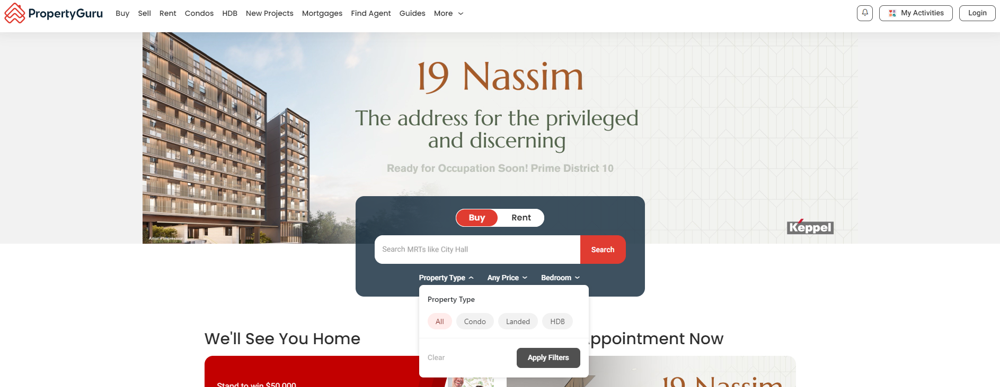 PropertyGuru
Buy Sell Rent Condos HDB New Projects Mortgages Find Agent Guides More
My Activities
Login
19 Nassim
The address for the privileged
and discerning
Ready for Occupation Soon! Prime District 10
Artist's Impression
Keppel
Buy Rent
Search MRTs like City Hall
Search
Property Type Any Price Bedroom
Property Type
All Condo Landed HDB
Clear
Apply Filters
We'll See You Home
ppointment Now
Stand to win $50,000
19 Nassim